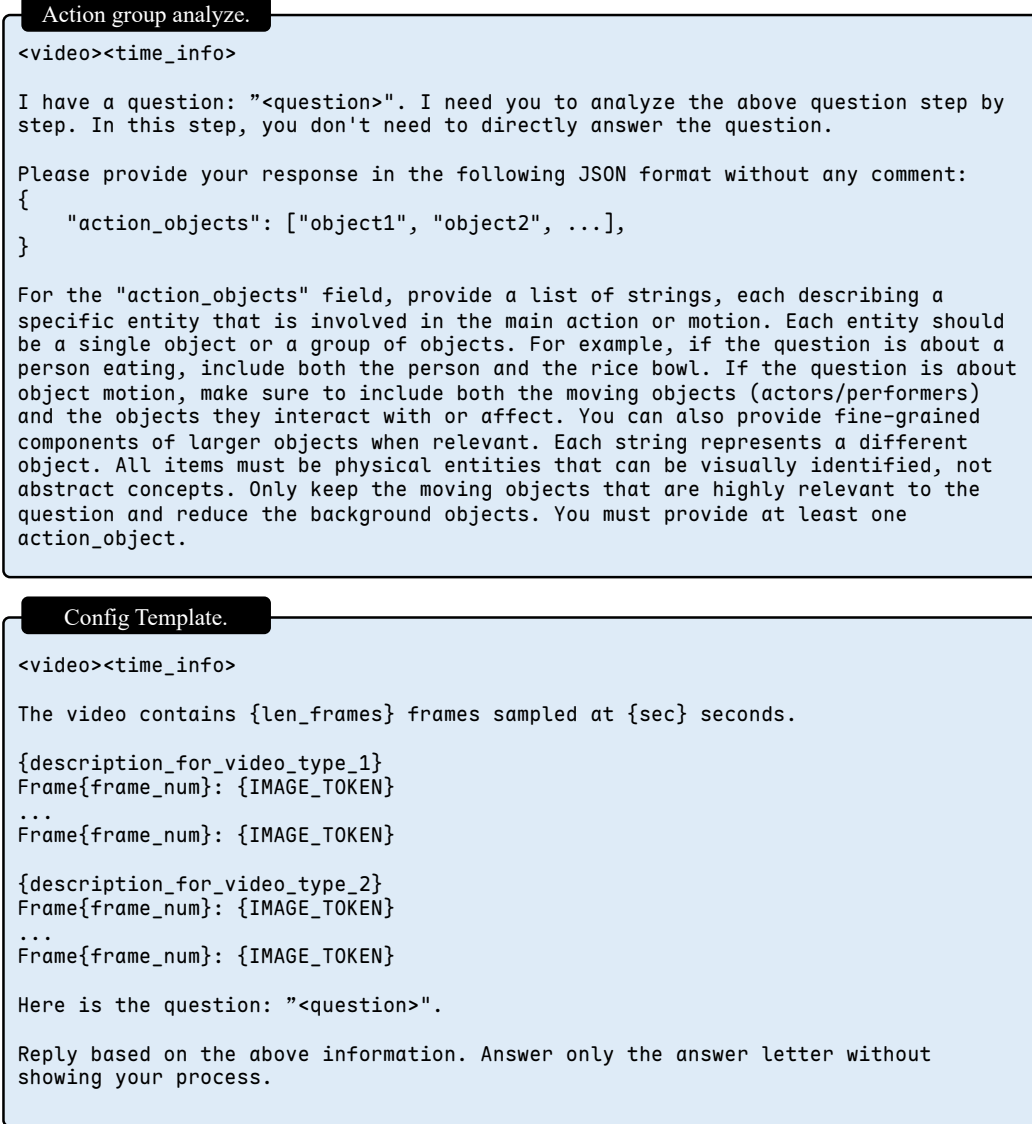 Action group analyze.
<video><time_info>
I have a question: ”<question>". I need you to analyze the above question step by
step. In this step, you don't need to directly answer the question.
Please provide your response in the following JSON format without any comment:
{
    "action_objects": ["object1", "object2", ...],
}
For the "action_objects" field, provide a list of strings, each describing a
specific entity that is involved in the main action or motion. Each entity should
be a single object or a group of objects. For example, if the question is about a
person eating, include both the person and the rice bowl. If the question is about
object motion, make sure to include both the moving objects (actors/performers)
and the objects they interact with or affect. You can also provide fine-grained
components of larger objects when relevant. Each string represents a different
object. All items must be physical entities that can be visually identified, not
abstract concepts. Only keep the moving objects that are highly relevant to the
question and reduce the background objects. You must provide at least one
action_object.
Config Template.
<video><time_info>
The video contains {len_frames} frames sampled at {sec} seconds.
{description_for_video_type_1}
Frame{frame_num}: {IMAGE_TOKEN}
...
Frame{frame_num}: {IMAGE_TOKEN}
{description_for_video_type_2}
Frame{frame_num}: {IMAGE_TOKEN}
...
Frame{frame_num}: {IMAGE_TOKEN}
Here is the question: ”<question>".
Reply based on the above information. Answer only the answer letter without
showing your process.